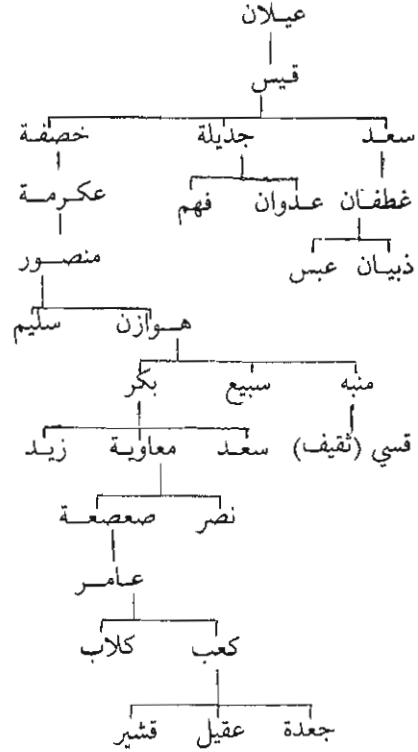 عيلان
قيس
سعد جديلة خصفة
غطفان عدوان فهم عكرمة
ذبيان عبس منصور
هوازن سليم
منبه سبيع بكر
قسي (ثقيف) سعد معاوية زيد
نصر صعصعة
عامر
كعب كلاب
جعدة عقيل قشير